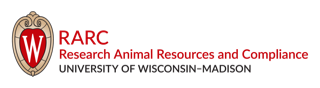 W
RARC
Research Animal Resources and Compliance
UNIVERSITY OF WISCONSIN–MADISON